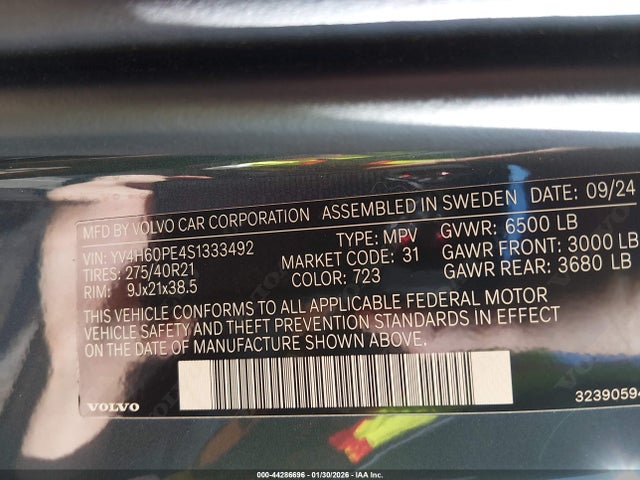 MFD BY VOLVO CAR CORPORATION ASSEMBLED IN SWEDEN DATE: 09/24
VIN: YV4H60PE4S1333492 TYPE: MPV GVWR: 6500 LB
TIRES: 275/40R21 MARKET CODE: 31 GAWR FRONT: 3000 LB
RIM: 9Jx21x38.5 COLOR: 723 GAWR REAR: 3680 LB
THIS VEHICLE CONFORMS TO ALL APPLICABLE FEDERAL MOTOR
VEHICLE SAFETY AND THEFT PREVENTION STANDARDS IN EFFECT
ON THE DATE OF MANUFACTURE SHOWN ABOVE.
VOLVO 32390594
000-44286696 - 01/30/2026 - IAA Inc.